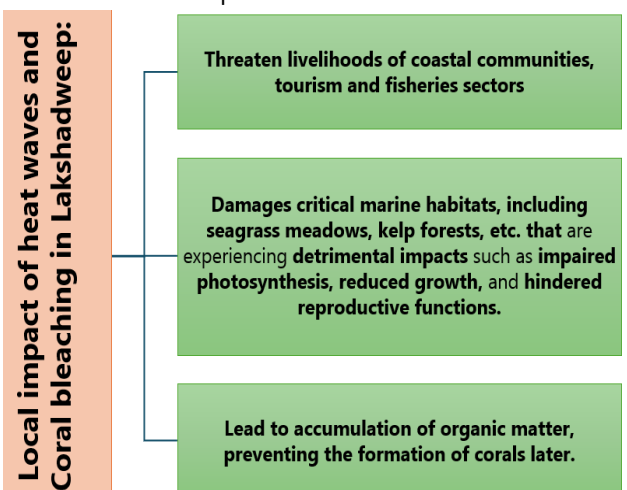 Local impact of heat waves and
Coral bleaching in Lakshadweep:
Threaten livelihoods of coastal communities,
tourism and fisheries sectors
Damages critical marine habitats, including
seagrass meadows, kelp forests, etc. that are
experiencing detrimental impacts such as impaired
photosynthesis, reduced growth, and hindered
reproductive functions.
Lead to accumulation of organic matter,
preventing the formation of corals later.